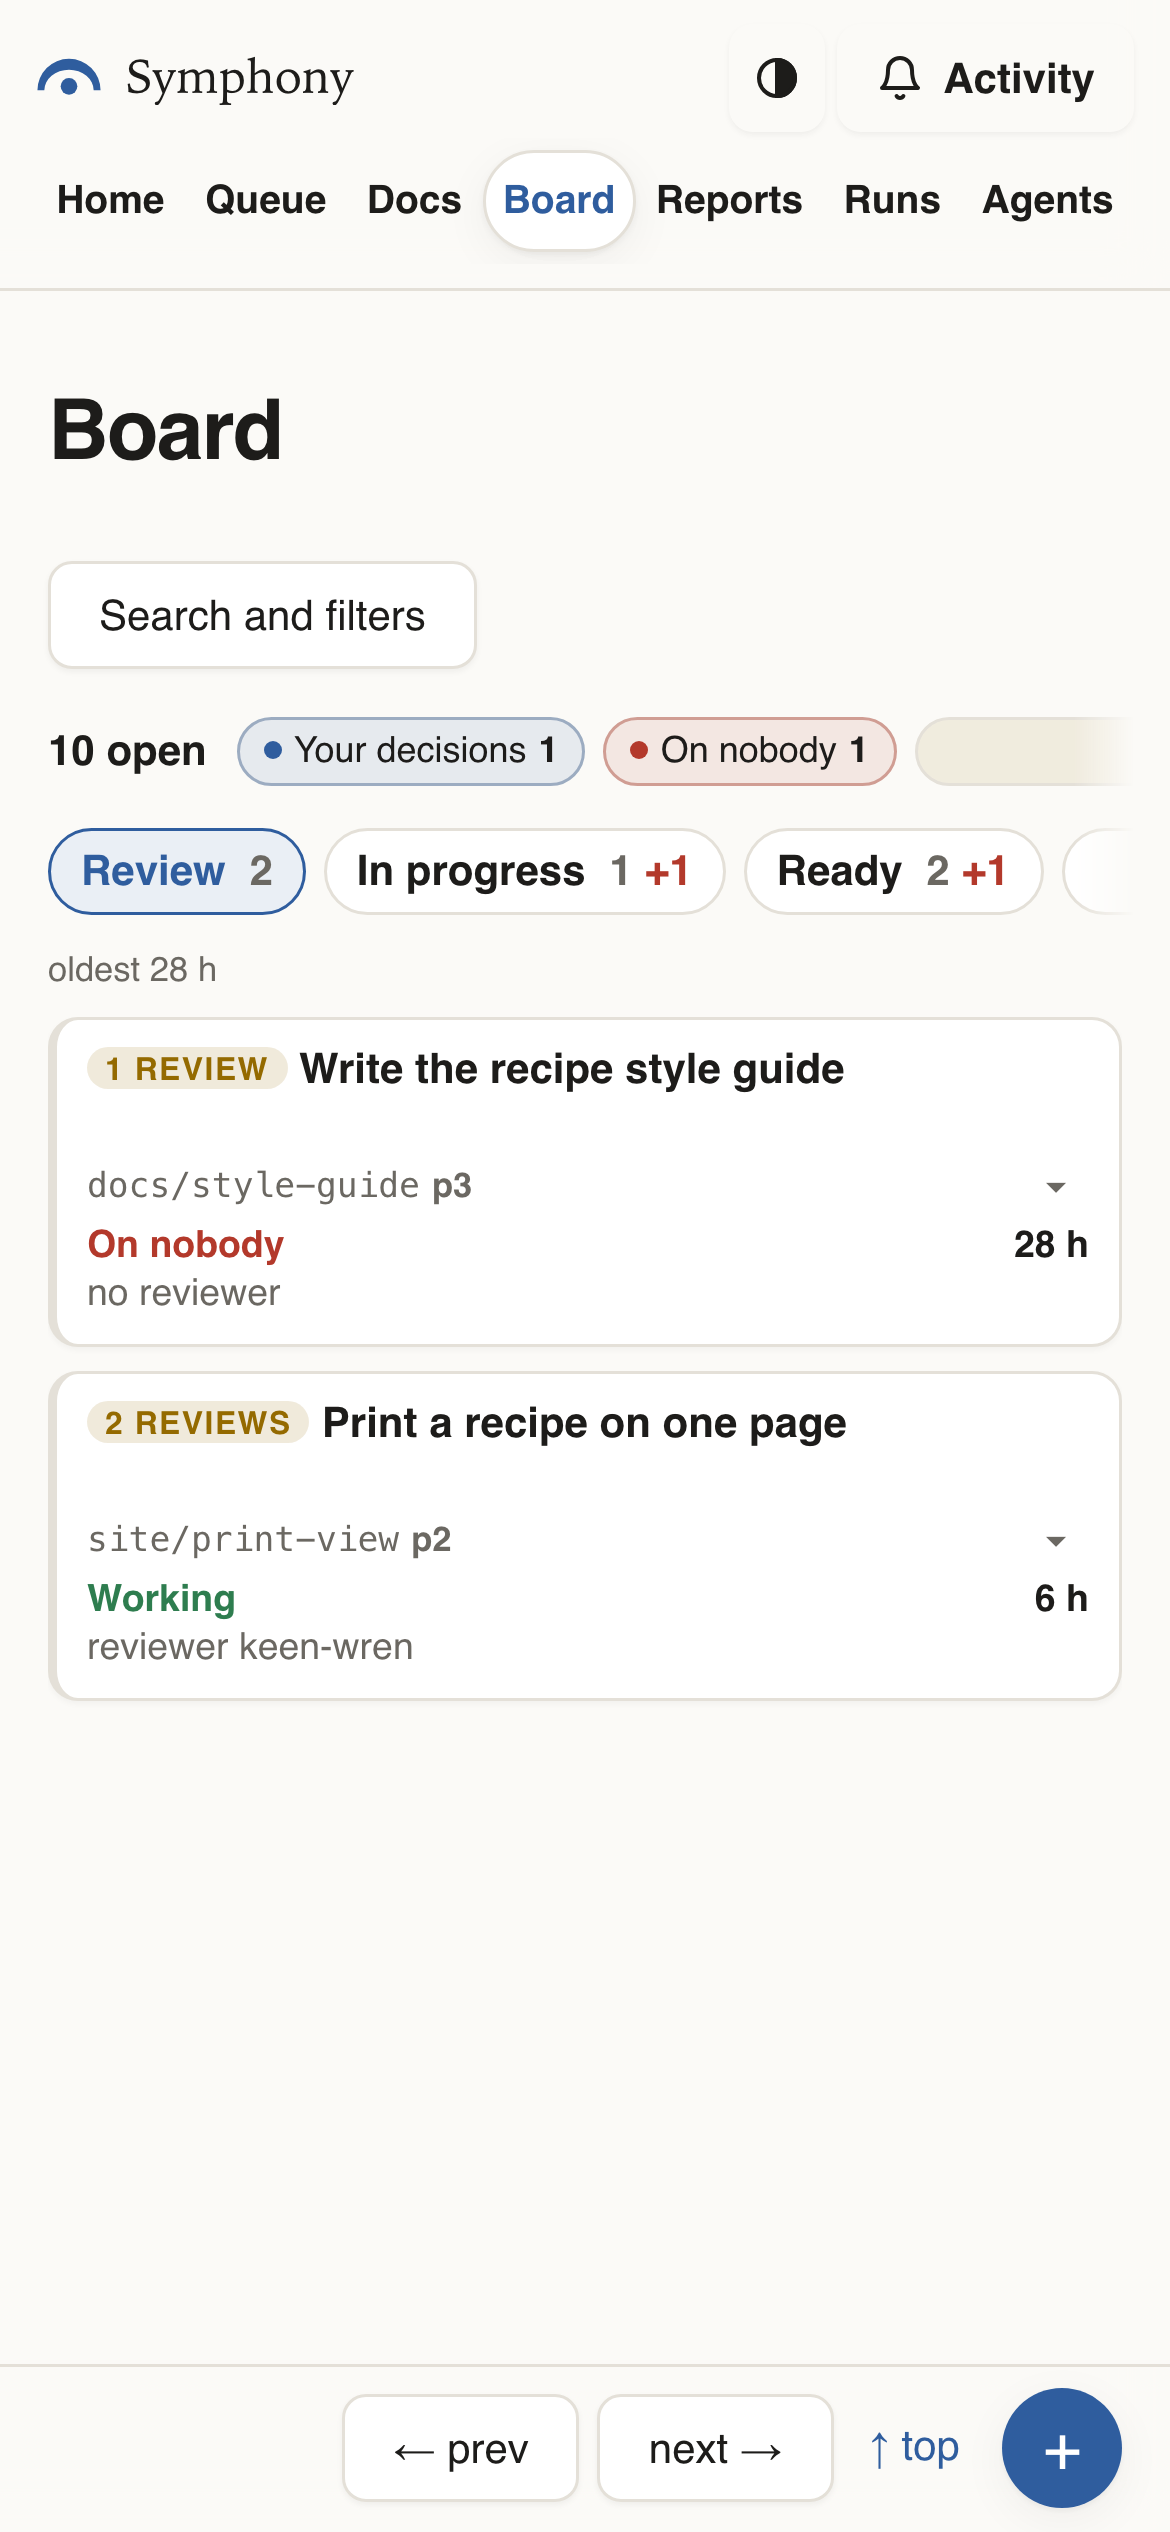 Symphony
Activity
Home Queue Docs Board Reports Runs Agents
Board
Search and filters
10 open Your decisions 1 On nobody 1
Review 2 In progress 1 +1 Ready 2 +1
oldest 28 h
1 REVIEW Write the recipe style guide
docs/style-guide p3
On nobody 28 h
no reviewer
2 REVIEWS Print a recipe on one page
site/print-view p2
Working 6 h
reviewer keen-wren
← prev next → ↑ top +